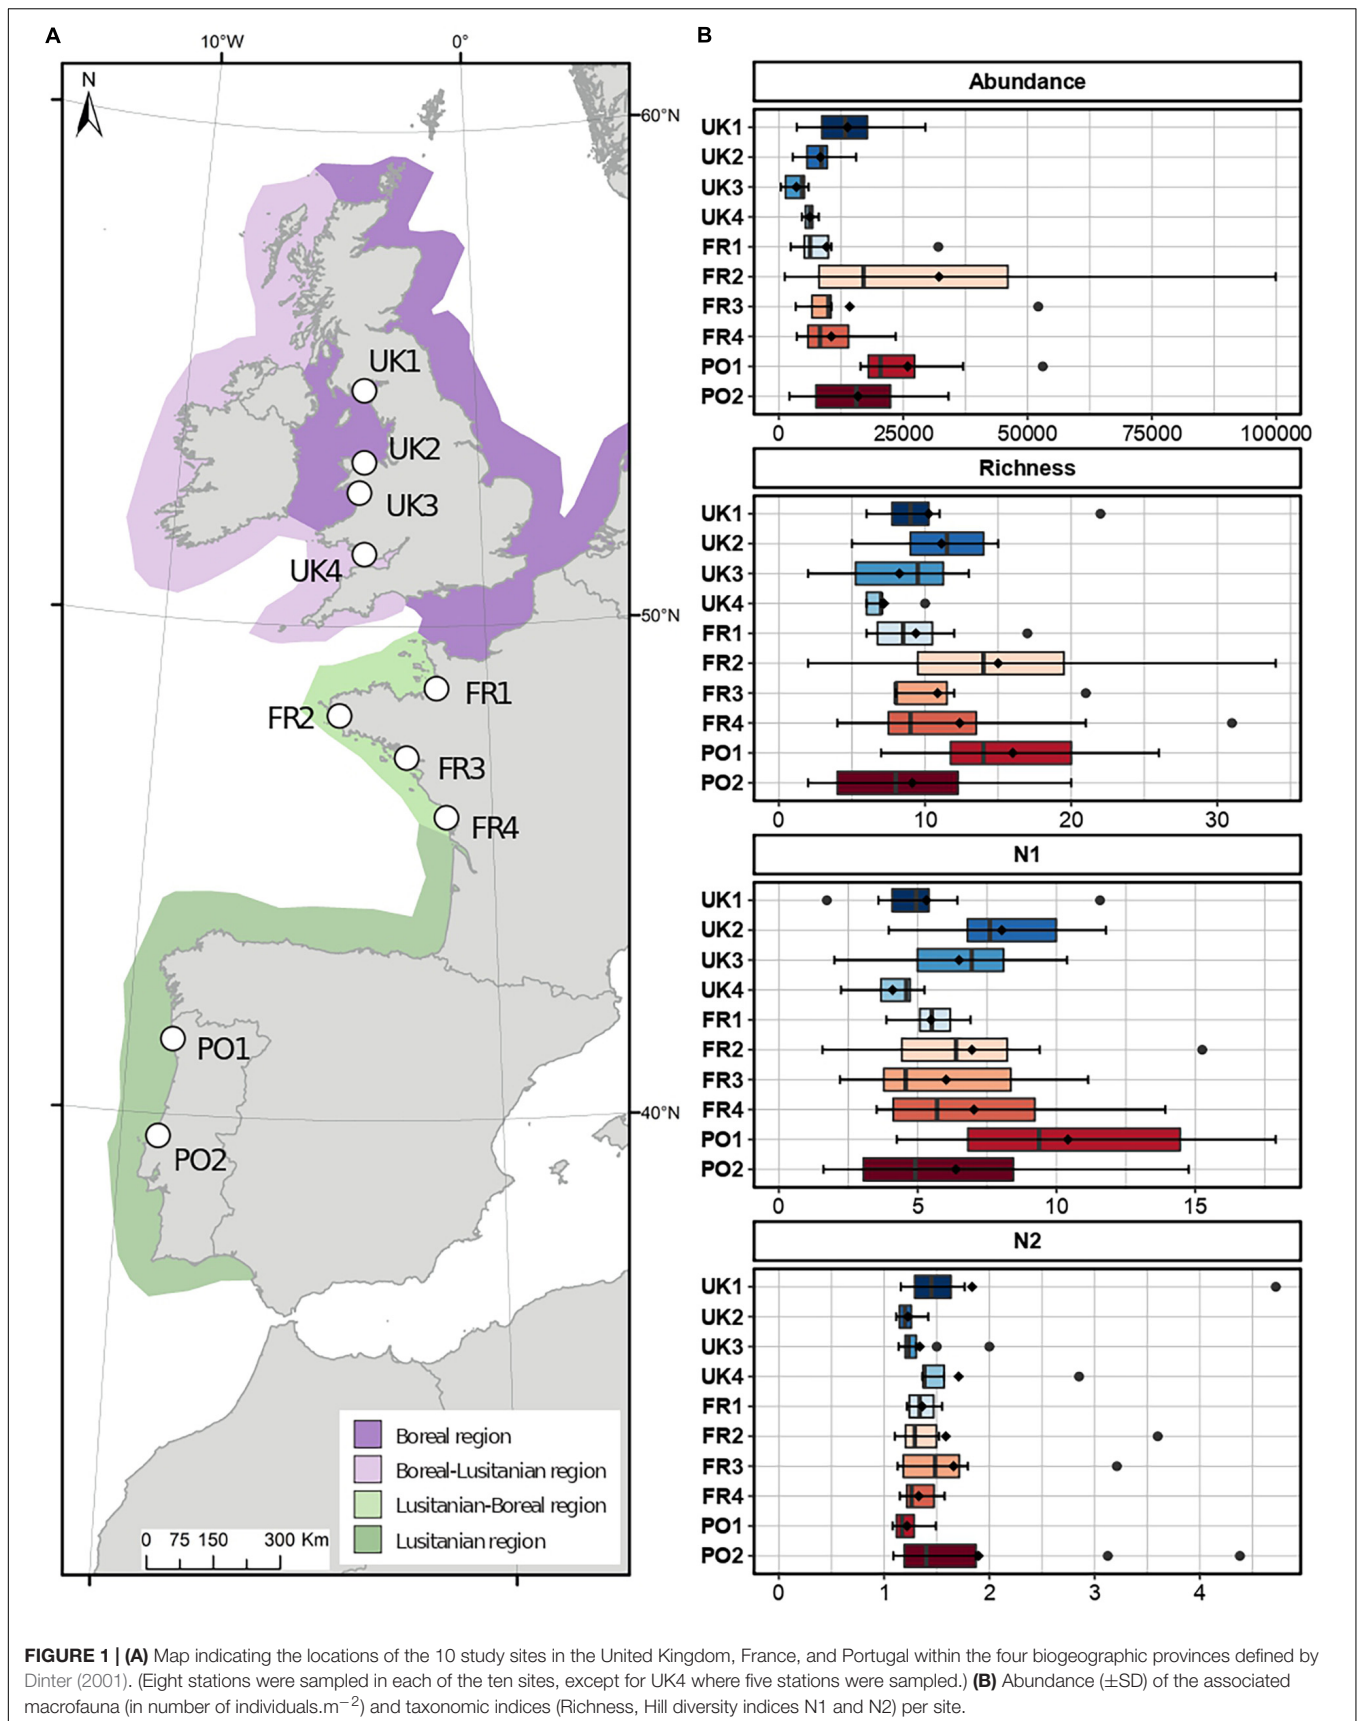 A
10°W
0°
N
60°N
UK1
UK2
UK3
UK4
50°N
FR1
FR2
FR3
FR4
PO1
40°N
PO2
Boreal region
Boreal-Lusitanian region
Lusitanian-Boreal region
Lusitanian region
0 75 150 300 Km
B
Abundance
UK1
UK2
UK3
UK4
FR1
FR2
FR3
FR4
PO1
PO2
0 25000 50000 75000 100000
Richness
UK1
UK2
UK3
UK4
FR1
FR2
FR3
FR4
PO1
PO2
0 10 20 30
N1
UK1
UK2
UK3
UK4
FR1
FR2
FR3
FR4
PO1
PO2
0 5 10 15
N2
UK1
UK2
UK3
UK4
FR1
FR2
FR3
FR4
PO1
PO2
0 1 2 3 4
FIGURE 1 | (A) Map indicating the locations of the 10 study sites in the United Kingdom, France, and Portugal within the four biogeographic provinces defined by
Dinter (2001). (Eight stations were sampled in each of the ten sites, except for UK4 where five stations were sampled.) (B) Abundance (±SD) of the associated
macrofauna (in number of individuals.m−2) and taxonomic indices (Richness, Hill diversity indices N1 and N2) per site.